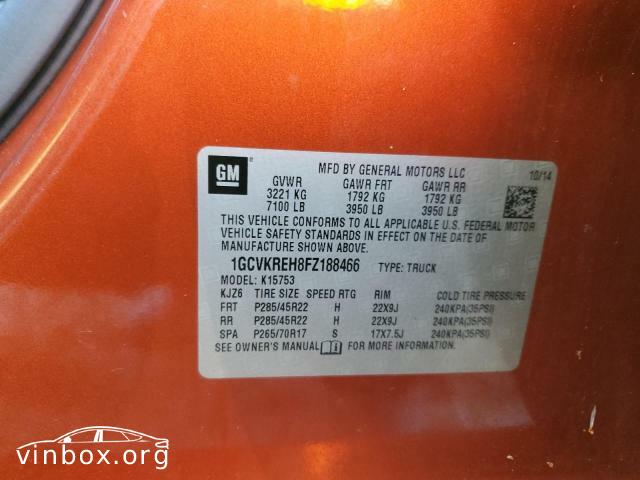 GM ® MFD BY GENERAL MOTORS LLC 10/14
GVWR GAWR FRT GAWR RR
3221 KG 1792 KG 1792 KG
7100 LB 3950 LB 3950 LB
THIS VEHICLE CONFORMS TO ALL APPLICABLE U.S. FEDERAL MOTOR
VEHICLE SAFETY STANDARDS IN EFFECT ON THE DATE OF
MANUFACTURE SHOWN ABOVE.
1GCVKREH8FZ188466 TYPE: TRUCK
MODEL: K15753
KJZ6 TIRE SIZE SPEED RTG RIM COLD TIRE PRESSURE
FRT P285/45R22 H 22X9J 240KPA(35PSI)
RR P285/45R22 H 22X9J 240KPA(35PSI)
SPA P265/70R17 S 17X7.5J 240KPA(35PSI)
SEE OWNER'S MANUAL FOR MORE INFORMATION.
vinbox.org